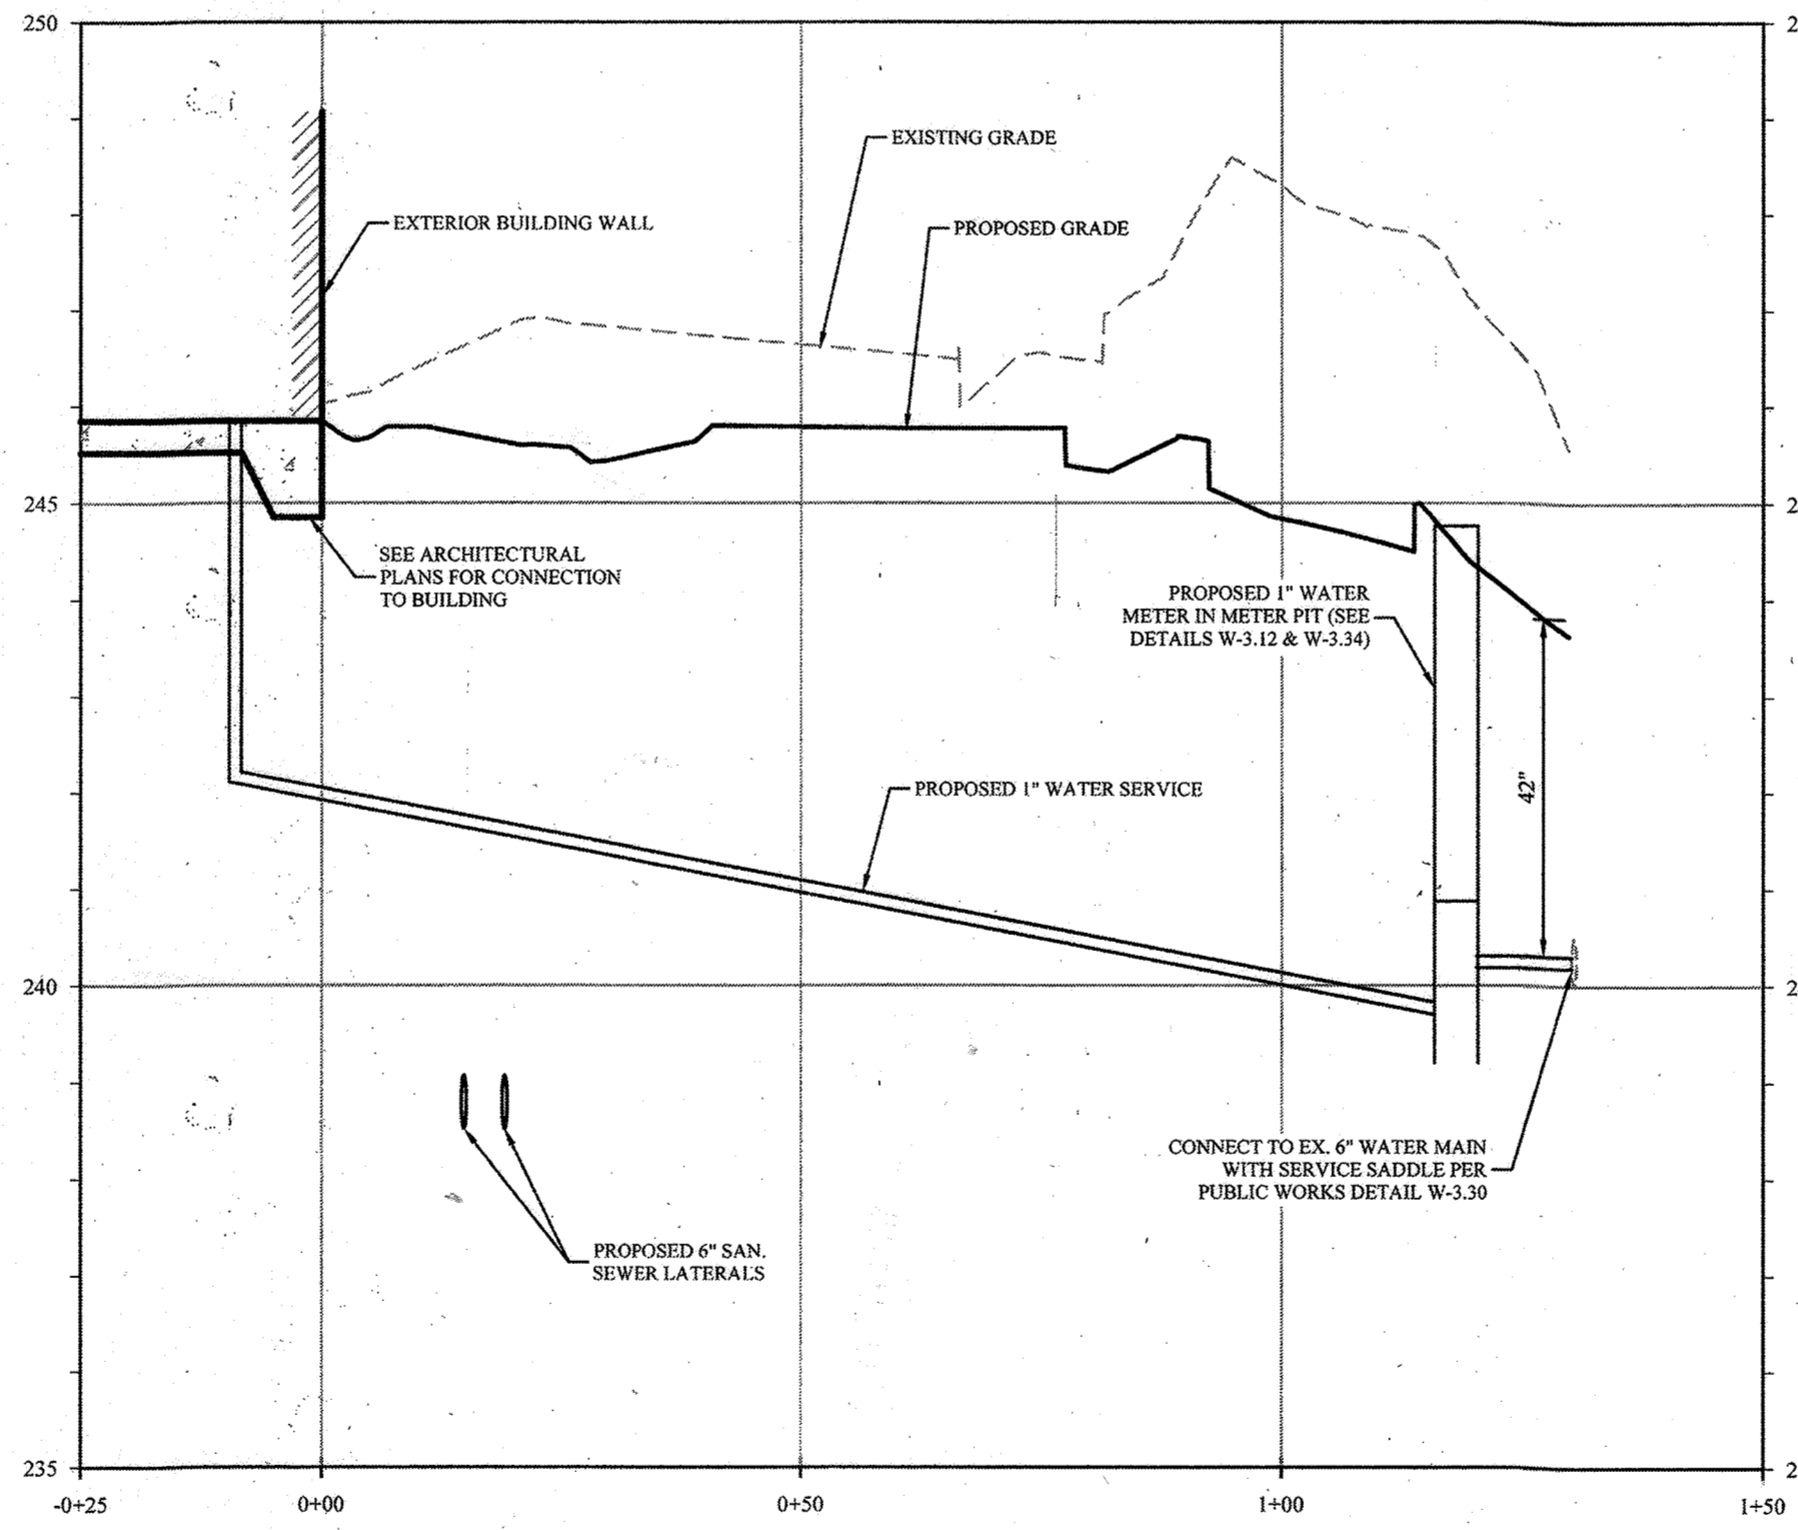 250
2
EXISTING GRADE
EXTERIOR BUILDING WALL
PROPOSED GRADE
245
2
SEE ARCHITECTURAL
PLANS FOR CONNECTION
TO BUILDING
PROPOSED 1" WATER
METER IN METER PIT (SEE
DETAILS W-3.12 & W-3.34)
PROPOSED 1" WATER SERVICE
42"
240
2
CONNECT TO EX. 6" WATER MAIN
WITH SERVICE SADDLE PER
PUBLIC WORKS DETAIL W-3.30
PROPOSED 6" SAN.
SEWER LATERALS
235
2
-0+25
0+00
0+50
1+00
1+50